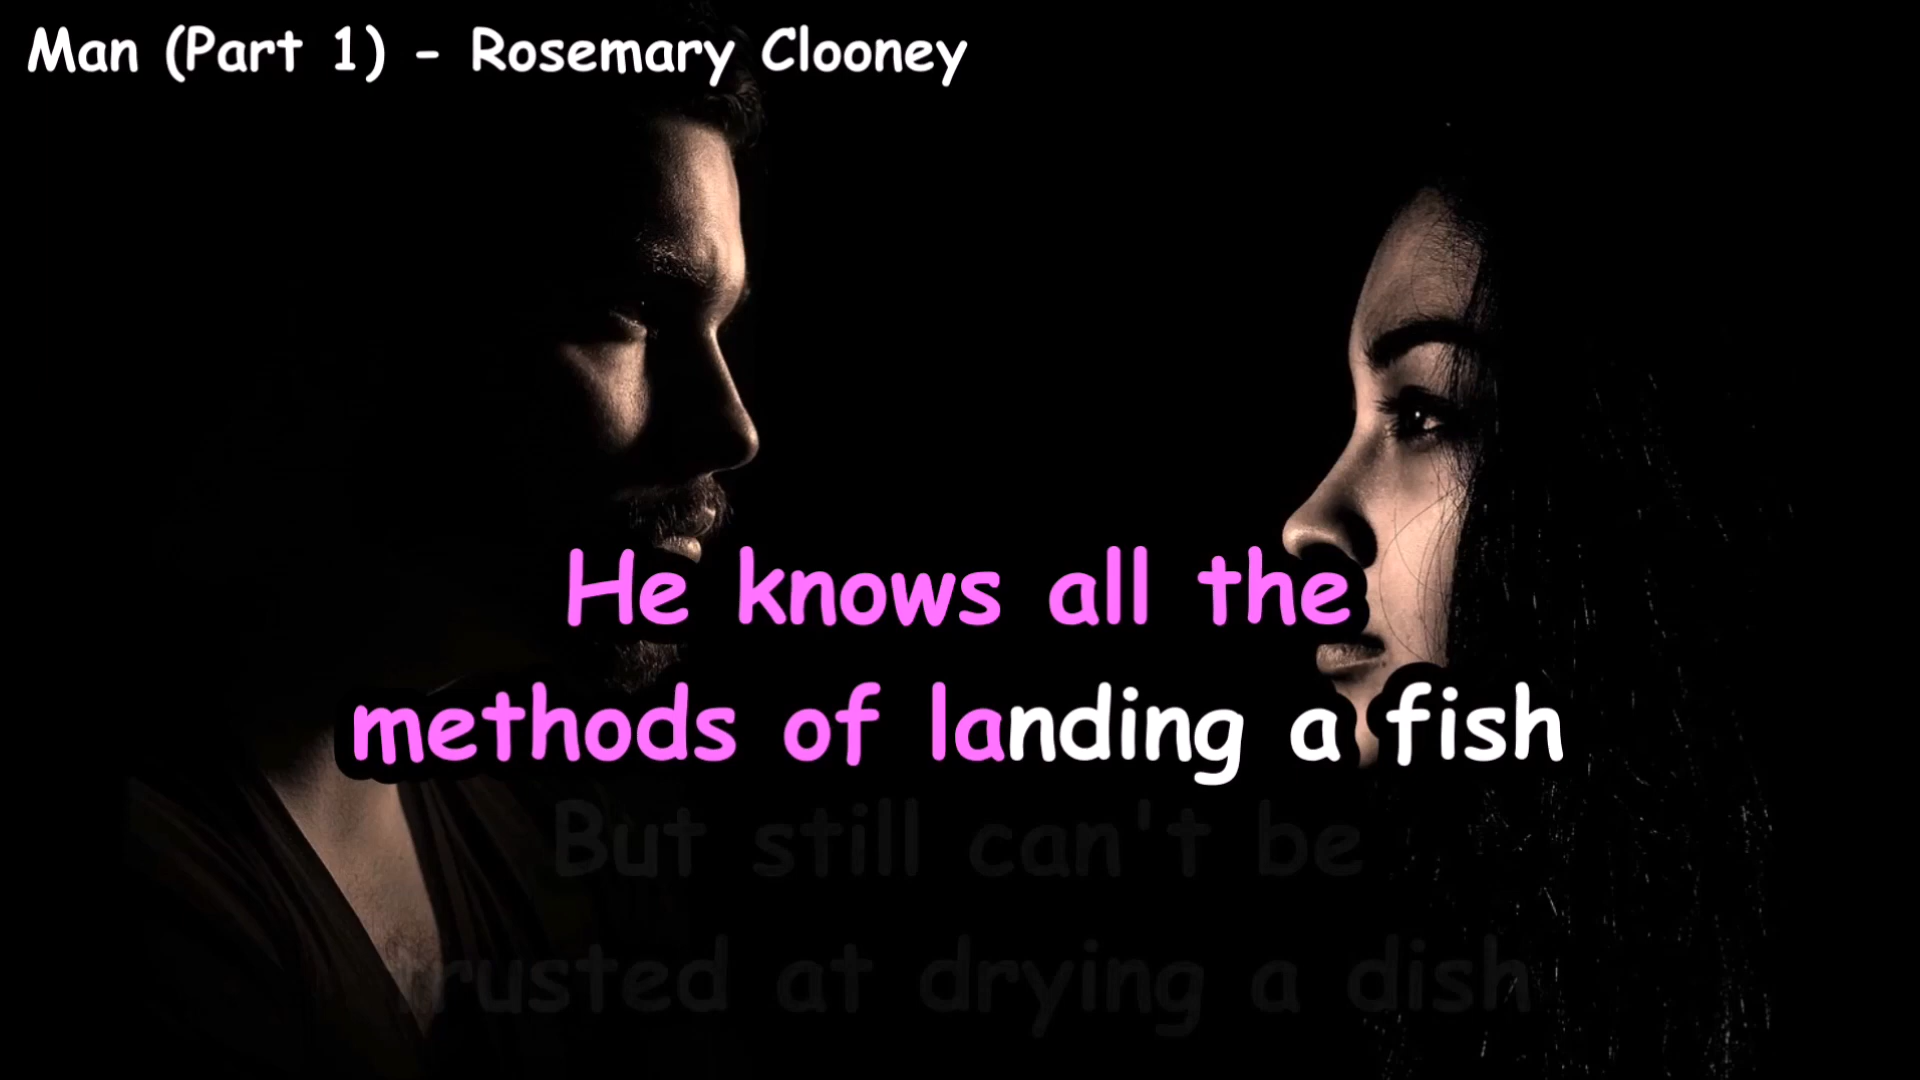 Man (Part 1) - Rosemary Clooney
He knows all the
methods of landing a fish
But still can't be
trusted at drying a dish